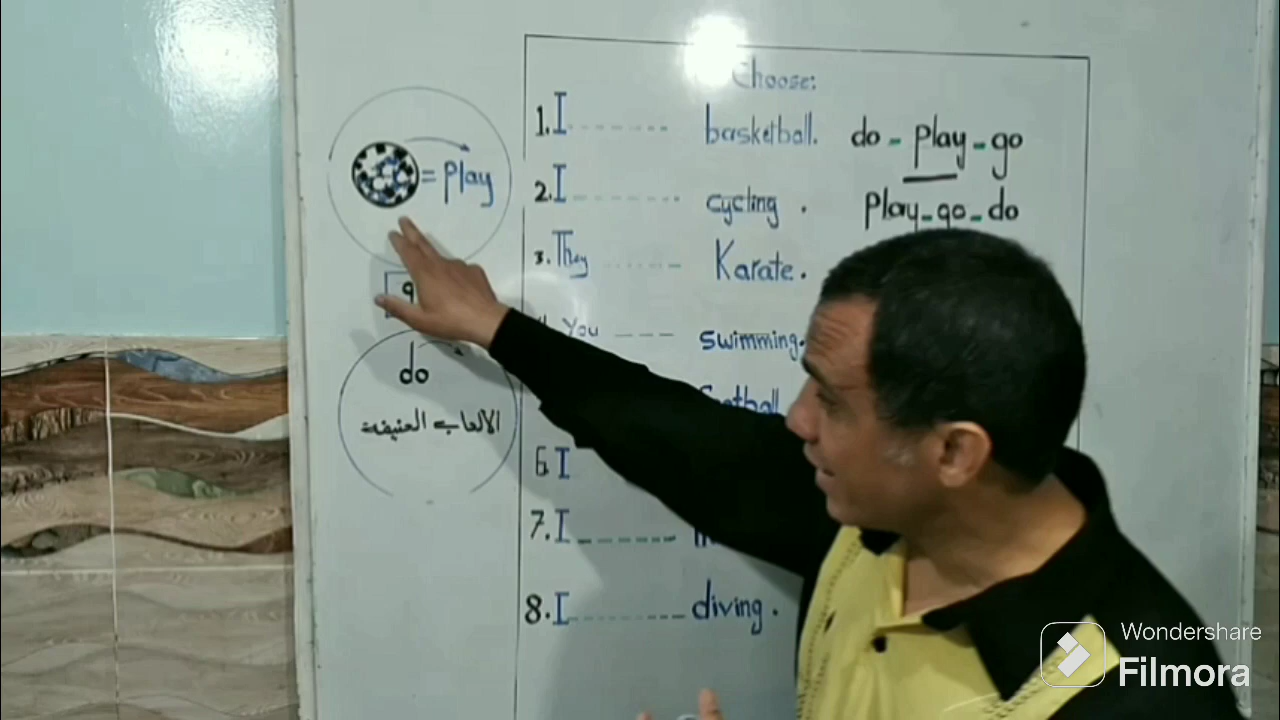 Choose:
1. I ....... basketball. do - play - go
2. I ....... cycling . play - go - do
3. They ....... Karate.
You ---- swimming.
football
6. I
7. I ------
8. I ------- diving .
= play
do
الالعاب العنيفة
Wondershare
Filmora